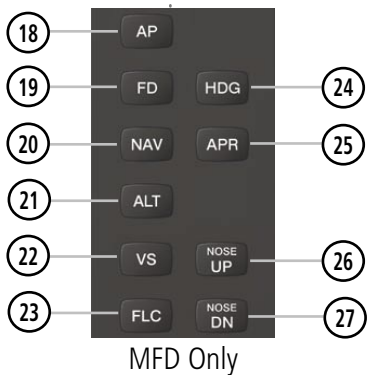 18 AP
19 FD HDG 24
20 NAV APR 25
21 ALT
22 VS NOSE UP 26
23 FLC NOSE DN 27
MFD Only